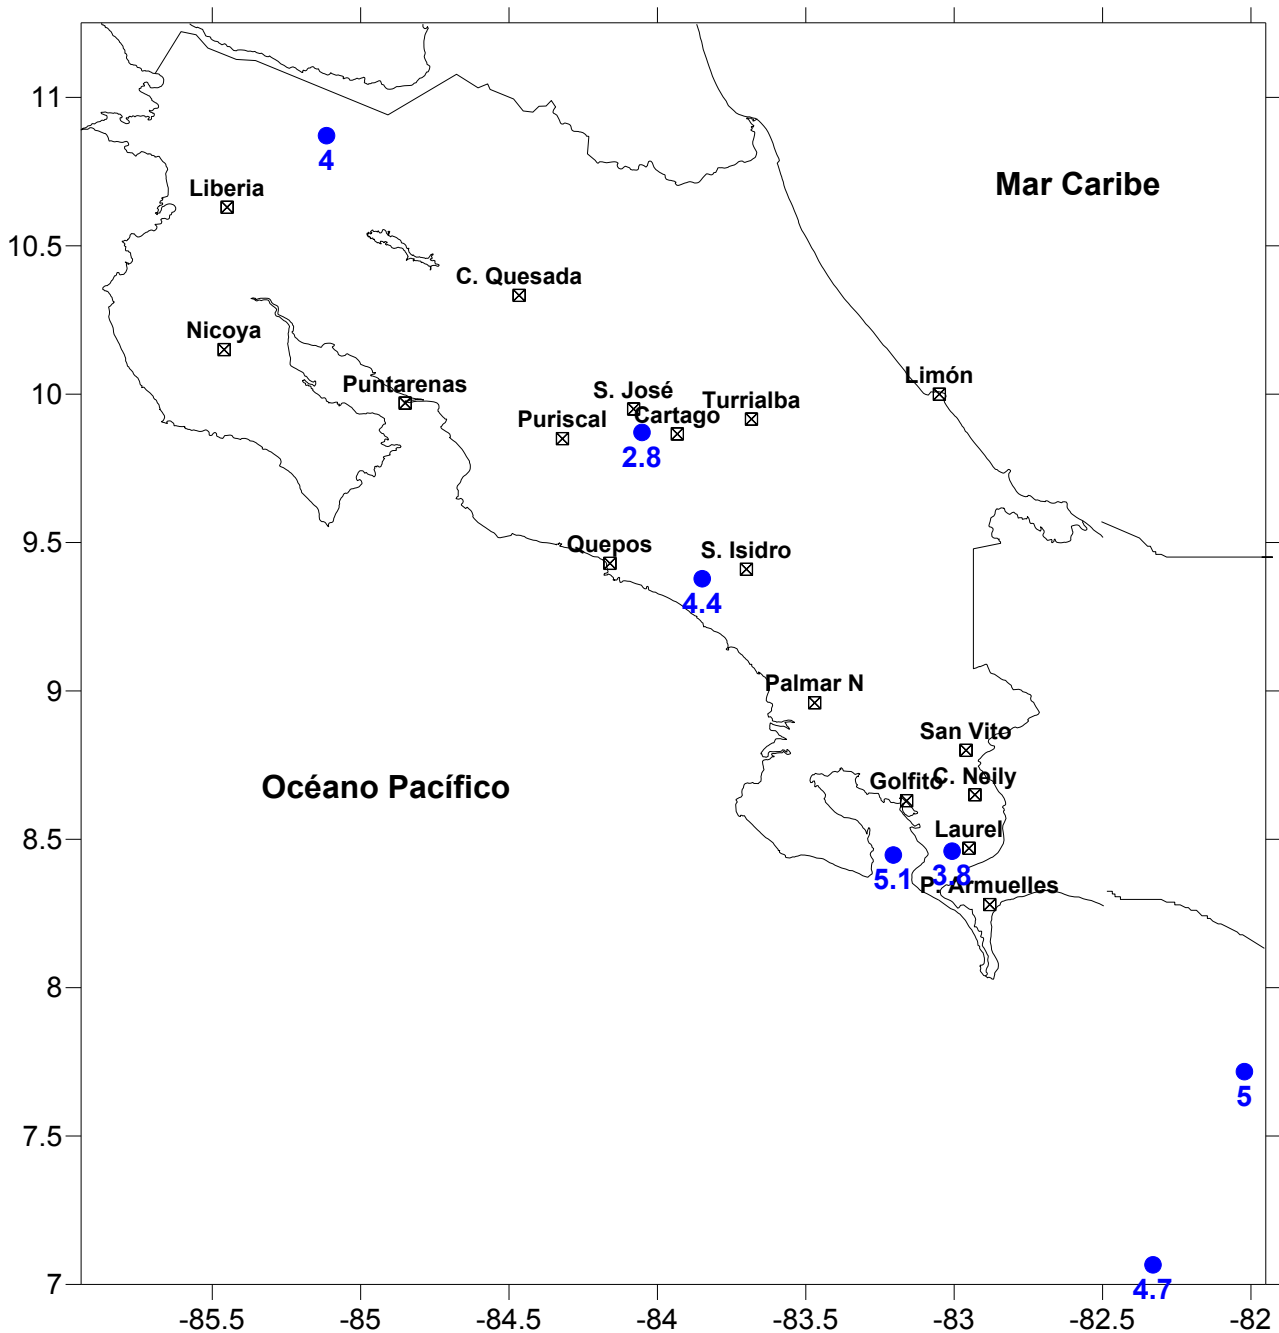 11
4
Mar Caribe
Liberia
10.5
C. Quesada
Nicoya
Limón
Puntarenas
10
S. José
Turrialba
Puriscal
Cartago
2.8
9.5
Quepos
S. Isidro
4.4
9
Palmar N
San Vito
Océano Pacífico
Golfito
C. Neily
8.5
Laurel
5.1
3.8
P. Armuelles
8
7.5
5
7
4.7
-85.5
-85
-84.5
-84
-83.5
-83
-82.5
-82